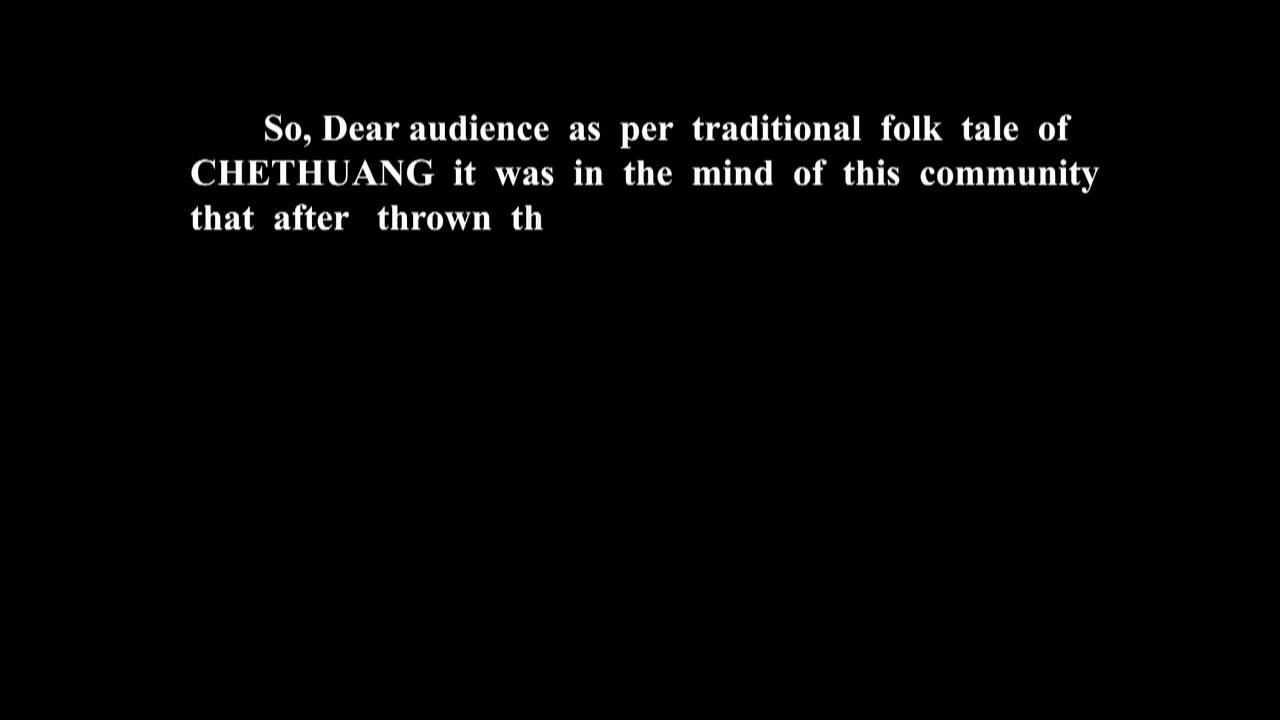 So, Dear audience as per traditional folk tale of
CHETHUANG it was in the mind of this community
that after thrown th